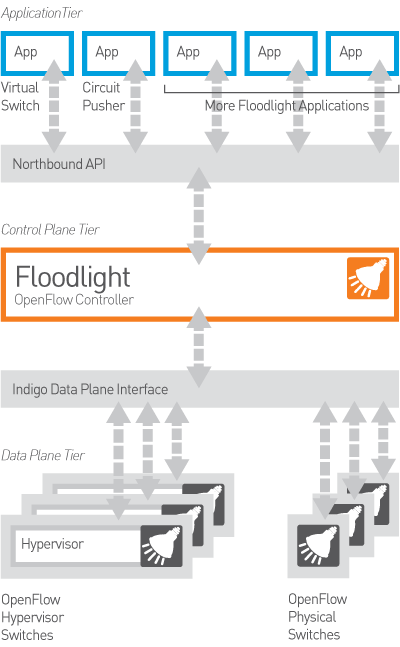 ApplicationTier
App App App App App
Virtual Switch
Circuit Pusher
More Floodlight Applications
Northbound API
Control Plane Tier
Floodlight
OpenFlow Controller
Indigo Data Plane Interface
Data Plane Tier
Hypervisor
OpenFlow
Hypervisor
Switches
OpenFlow
Physical
Switches